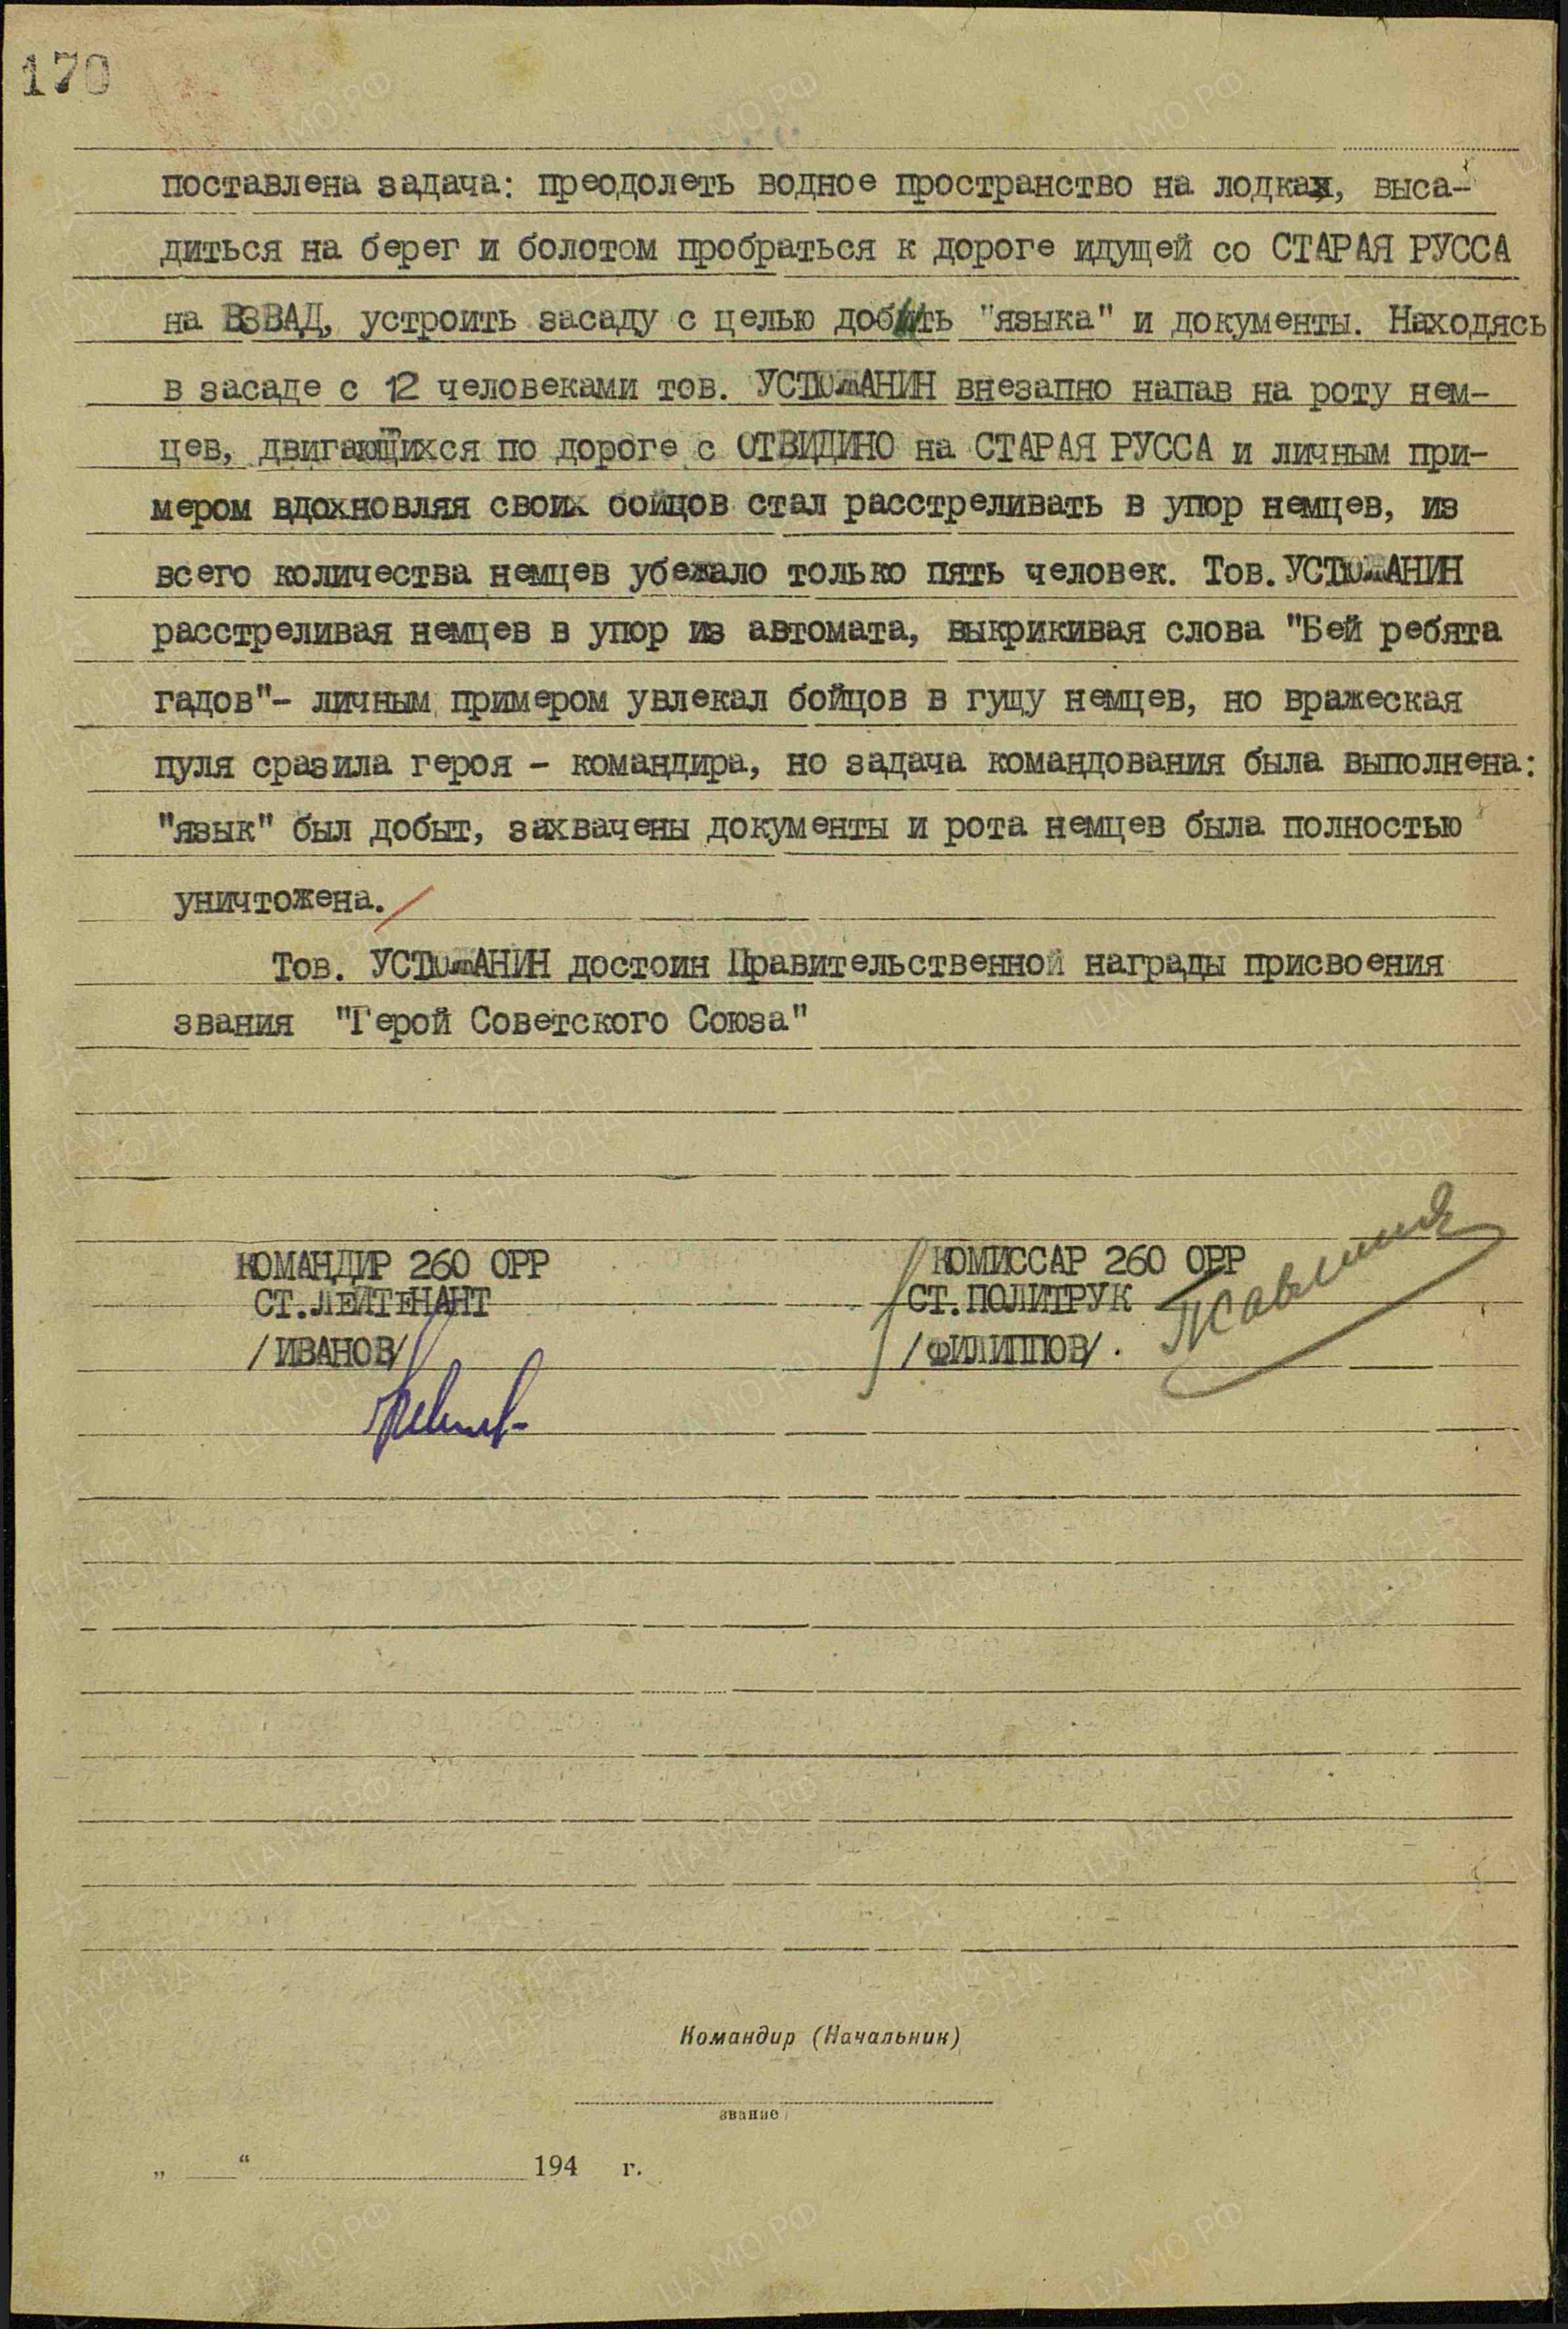 170
поставлена задача: преодолеть водное пространство на лодках, выса-
диться на берег и болотом пробраться к дороге идущей со СТАРАЯ РУССА
на ВЗВАД, устроить засаду с целью добыть "языка" и документы. Находясь
в засаде с 12 человеками тов. УСТЮЖАНИН внезапно напав на роту нем-
цев, двигающихся по дороге с ОТВИДИНО на СТАРАЯ РУССА и личным при-
мером вдохновляя своих бойцов стал расстреливать в упор немцев, из
всего количества немцев убежало только пять человек. Тов. УСТЮЖАНИН
расстреливая немцев в упор из автомата, выкрикивая слова "Бей ребята
гадов"- личным примером увлекал бойцов в гущу немцев, но вражеская
пуля сразила героя - командира, но задача командования была выполнена:
"язык" был добыт, захвачены документы и рота немцев была полностью
уничтожена.
Тов. УСТЮЖАНИН достоин Правительственной награды присвоения
звания "Герой Советского Союза"
КОМАНДИР 260 ОРР КОМИССАР 260 ОРР
СТ.ЛЕЙТЕНАНТ СТ.ПОЛИТРУК
/ИВАНОВ/ /ФИЛИППОВ/.
Командир (Начальник)
звание
„ “ 194 г.